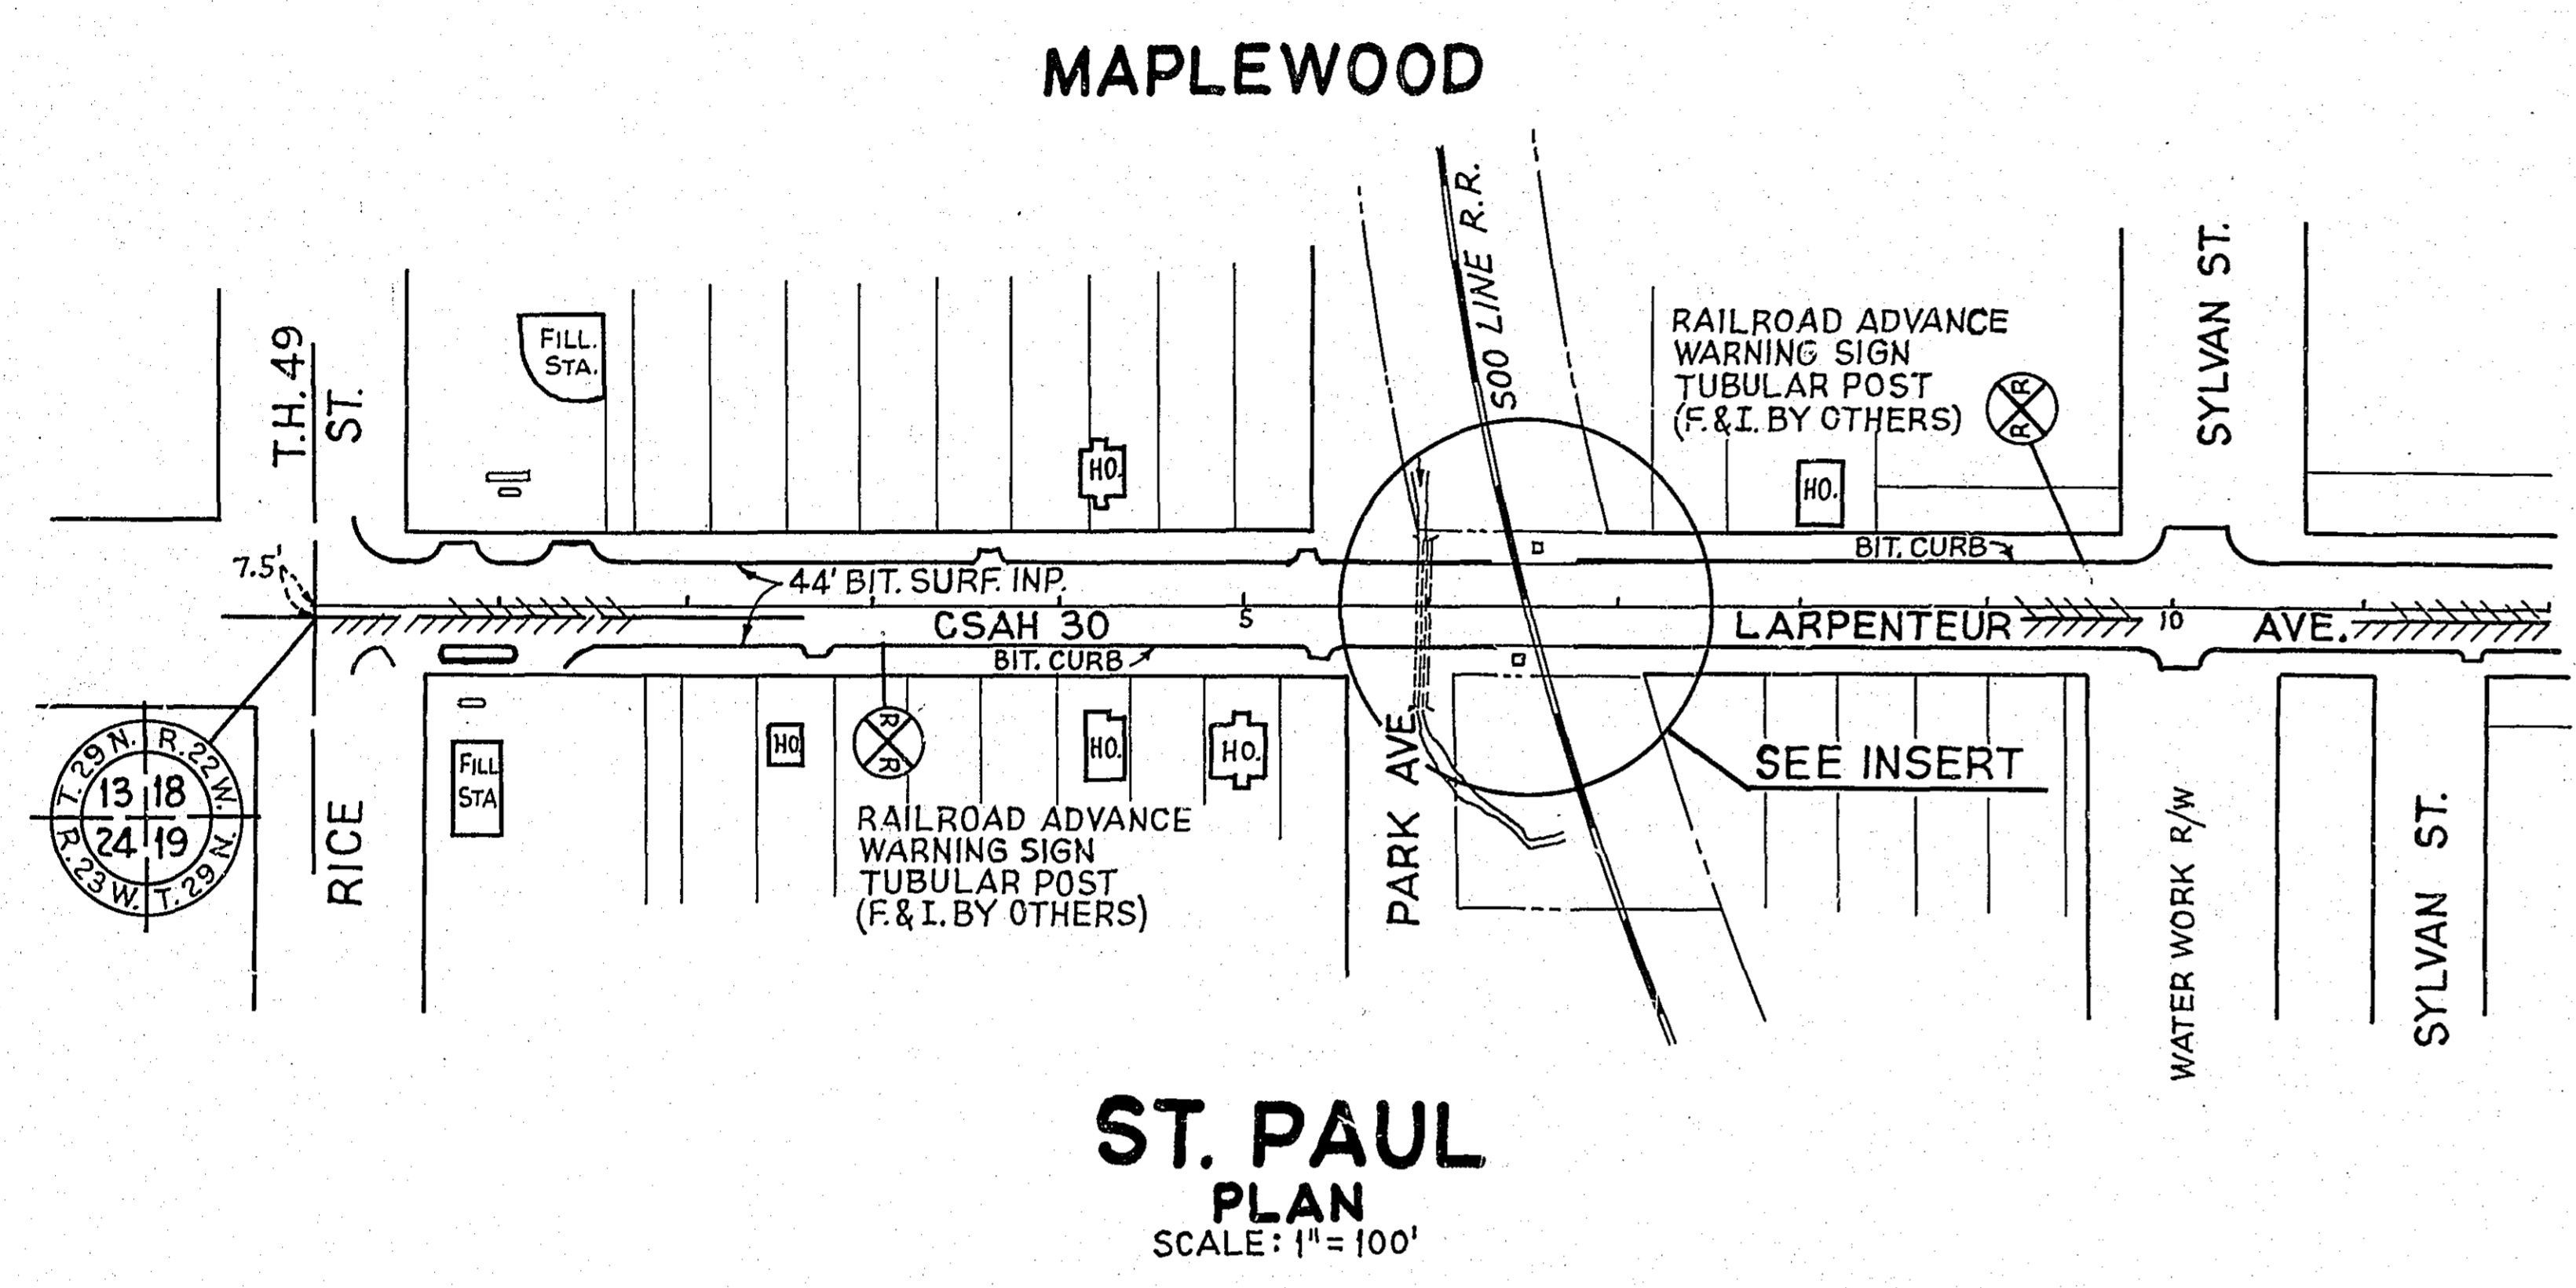 MAPLEWOOD
T.H. 49
ST.
FILL.
STA.
HO.
SOO LINE R.R.
RAILROAD ADVANCE
WARNING SIGN
TUBULAR POST
(F. & I. BY OTHERS)
R R
HO.
SYLVAN ST.
7.5'
44' BIT. SURF. INP.
BIT. CURB
CSAH 30
5
LARPENTEUR
10
AVE.
BIT. CURB
T. 29 N. R. 22 W.
13 18
24 19
R. 23 W. T. 29 N.
RICE
FILL
STA
HO
R R
HO.
HO.
RAILROAD ADVANCE
WARNING SIGN
TUBULAR POST
(F. & I. BY OTHERS)
PARK AVE
SEE INSERT
WATER WORK R/W
SYLVAN ST.
ST. PAUL
PLAN
SCALE: 1" = 100'